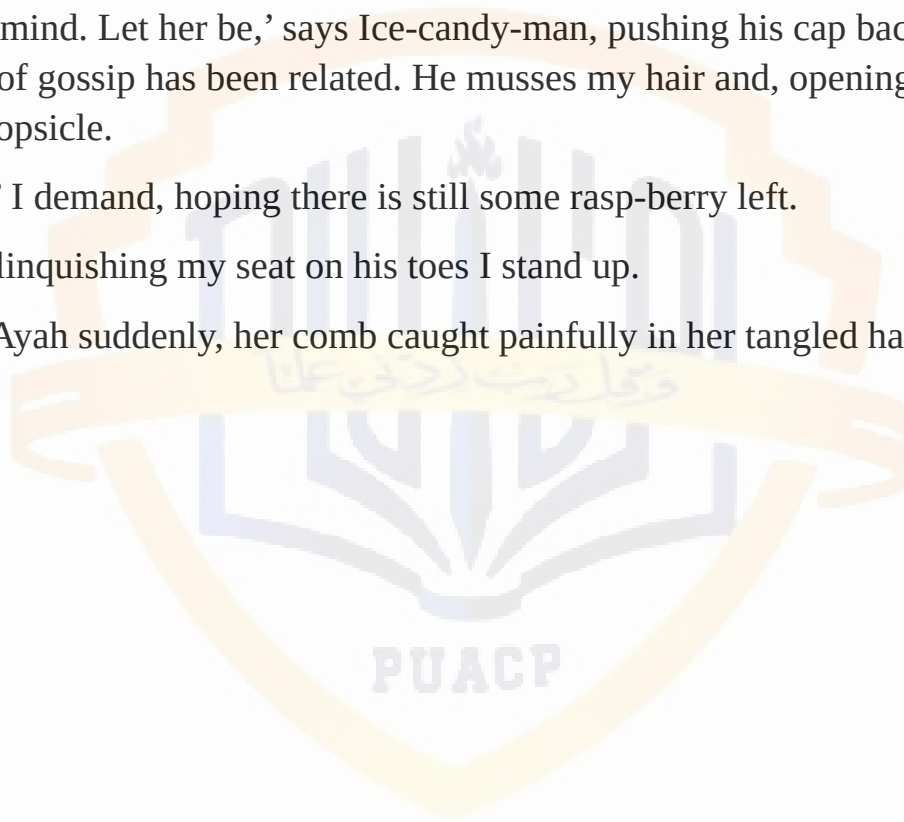 mind. Let her be,’ says Ice-candy-man, pushing his cap bac
of gossip has been related. He musses my hair and, opening
opsicle.
’ I demand, hoping there is still some rasp-berry left.
linquishing my seat on his toes I stand up.
Ayah suddenly, her comb caught painfully in her tangled ha
وَقُل رَّبِّ زِدْنِي عِلْمًا
PUACP